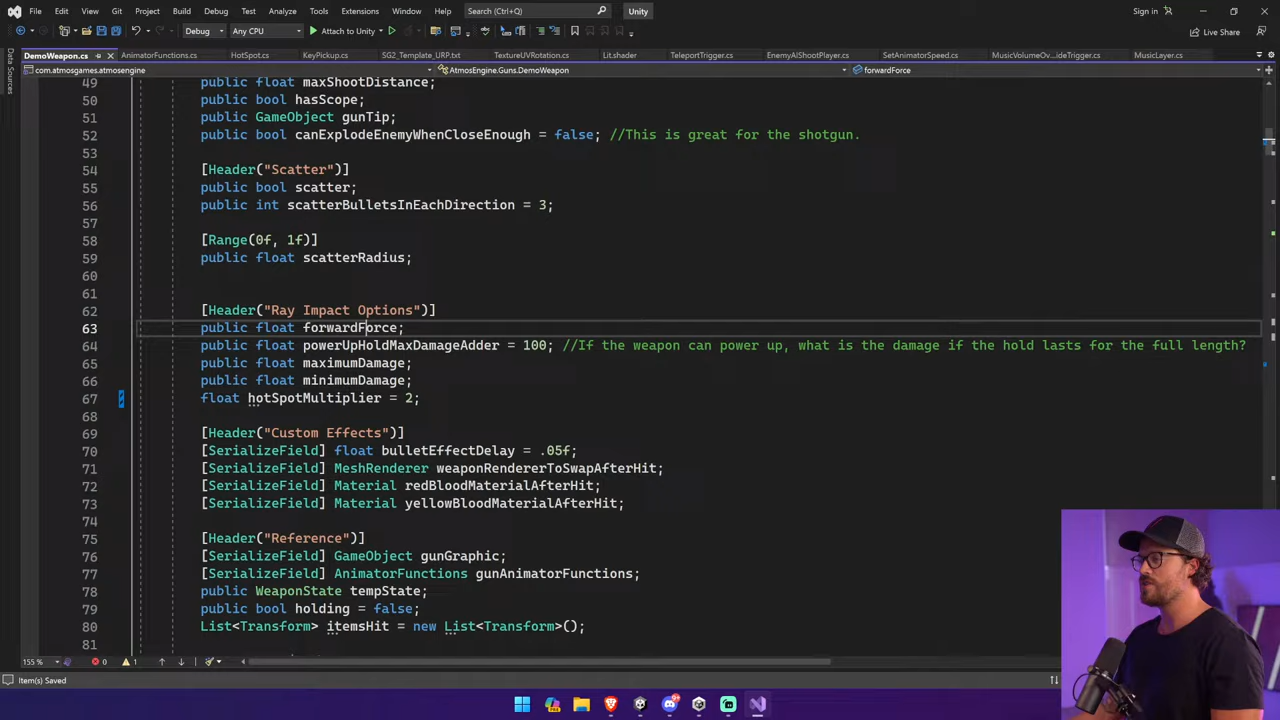 File Edit View Git Project Build Debug Test Analyze Tools Extensions Window Help Search (Ctrl+Q) Unity Sign in
Debug Any CPU Attach to Unity Live Share
DemoWeapon.cs AnimatorFunctions.cs HotSpot.cs KeyPickup.cs SG2_Template_URP.txt TextureUVRotation.cs Lit.shader TeleportTrigger.cs EnemyAIShootPlayer.cs SetAnimatorSpeed.cs MusicVolumeOv...ideTrigger.cs MusicLayer.cs
com.atmosgames.atmosengine AtmosEngine.Guns.DemoWeapon forwardForce
Data Sources
49 public float maxShootDistance;
50 public bool hasScope;
51 public GameObject gunTip;
52 public bool canExplodeEnemyWhenCloseEnough = false; //This is great for the shotgun.
53
54 [Header("Scatter")]
55 public bool scatter;
56 public int scatterBulletsInEachDirection = 3;
57
58 [Range(0f, 1f)]
59 public float scatterRadius;
60
61
62 [Header("Ray Impact Options")]
63 public float forwardForce;
64 public float powerUpHoldMaxDamageAdder = 100; //If the weapon can power up, what is the damage if the hold lasts for the full length?
65 public float maximumDamage;
66 public float minimumDamage;
67 float hotSpotMultiplier = 2;
68
69 [Header("Custom Effects")]
70 [SerializeField] float bulletEffectDelay = .05f;
71 [SerializeField] MeshRenderer weaponRendererToSwapAfterHit;
72 [SerializeField] Material redBloodMaterialAfterHit;
73 [SerializeField] Material yellowBloodMaterialAfterHit;
74
75 [Header("Reference")]
76 [SerializeField] GameObject gunGraphic;
77 [SerializeField] AnimatorFunctions gunAnimatorFunctions;
78 public WeaponState tempState;
79 public bool holding = false;
80 List<Transform> itemsHit = new List<Transform>();
81
155 % 0 1
Item(s) Saved